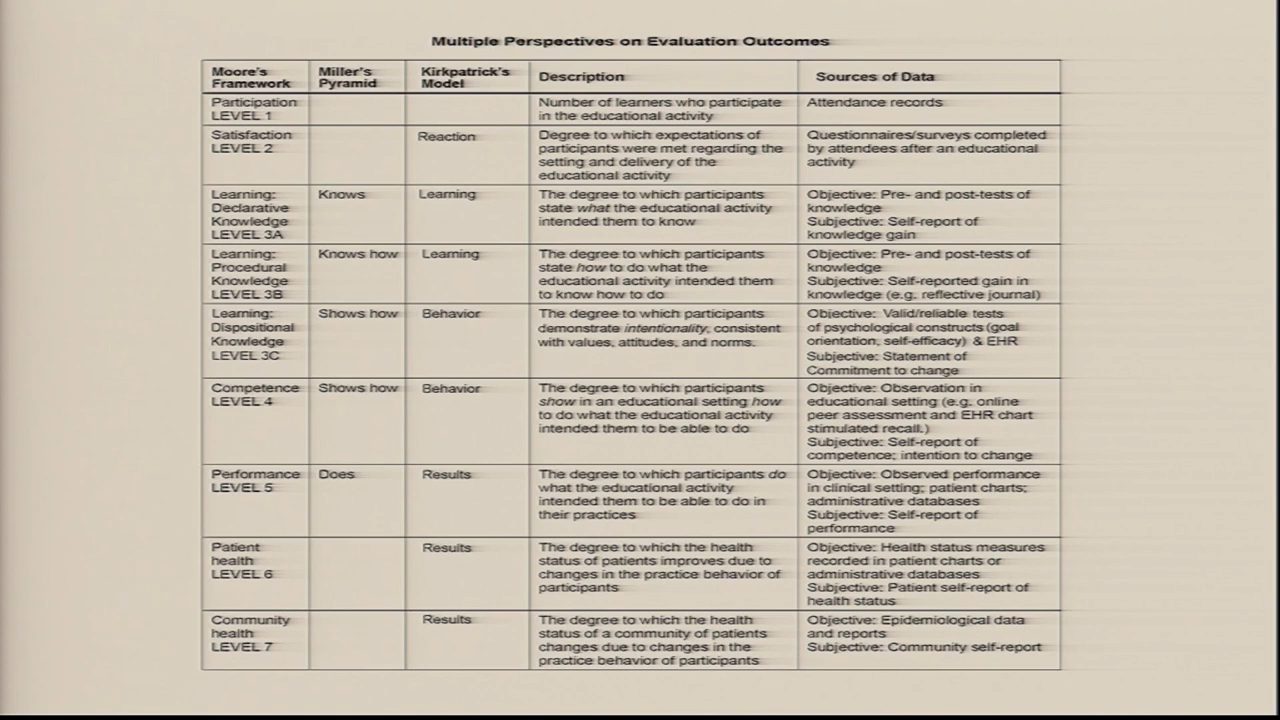 Multiple Perspectives on Evaluation Outcomes
Moore's
Framework
Miller's
Pyramid
Kirkpatrick's
Model
Description
Sources of Data
Participation
LEVEL 1
Number of learners who participate
in the educational activity
Attendance records
Satisfaction
LEVEL 2
Reaction
Degree to which expectations of
participants were met regarding the
setting and delivery of the
educational activity
Questionnaires/surveys completed
by attendees after an educational
activity
Learning:
Declarative
Knowledge
LEVEL 3A
Knows
Learning
The degree to which participants
state what the educational activity
intended them to know
Objective: Pre- and post-tests of
knowledge
Subjective: Self-report of
knowledge gain
Learning:
Procedural
Knowledge
LEVEL 3B
Knows how
Learning
The degree to which participants
state how to do what the
educational activity intended them
to know how to do
Objective: Pre- and post-tests of
knowledge
Subjective: Self-reported gain in
knowledge (e.g. reflective journal)
Learning:
Dispositional
Knowledge
LEVEL 3C
Shows how
Behavior
The degree to which participants
demonstrate intentionality, consistent
with values, attitudes, and norms.
Objective: Valid/reliable tests
of psychological constructs (goal
orientation, self-efficacy) & EHR
Subjective: Statement of
Commitment to change
Competence
LEVEL 4
Shows how
Behavior
The degree to which participants
show in an educational setting how
to do what the educational activity
intended them to be able to do
Objective: Observation in
educational setting (e.g. online
peer assessment and EHR chart
stimulated recall.)
Subjective: Self-report of
competence; intention to change
Performance
LEVEL 5
Does
Results
The degree to which participants do
what the educational activity
intended them to be able to do in
their practices
Objective: Observed performance
in clinical setting; patient charts;
administrative databases
Subjective: Self-report of
performance
Patient
health
LEVEL 6
Results
The degree to which the health
status of patients improves due to
changes in the practice behavior of
participants
Objective: Health status measures
recorded in patient charts or
administrative databases
Subjective: Patient self-report of
health status
Community
health
LEVEL 7
Results
The degree to which the health
status of a community of patients
changes due to changes in the
practice behavior of participants
Objective: Epidemiological data
and reports
Subjective: Community self-report